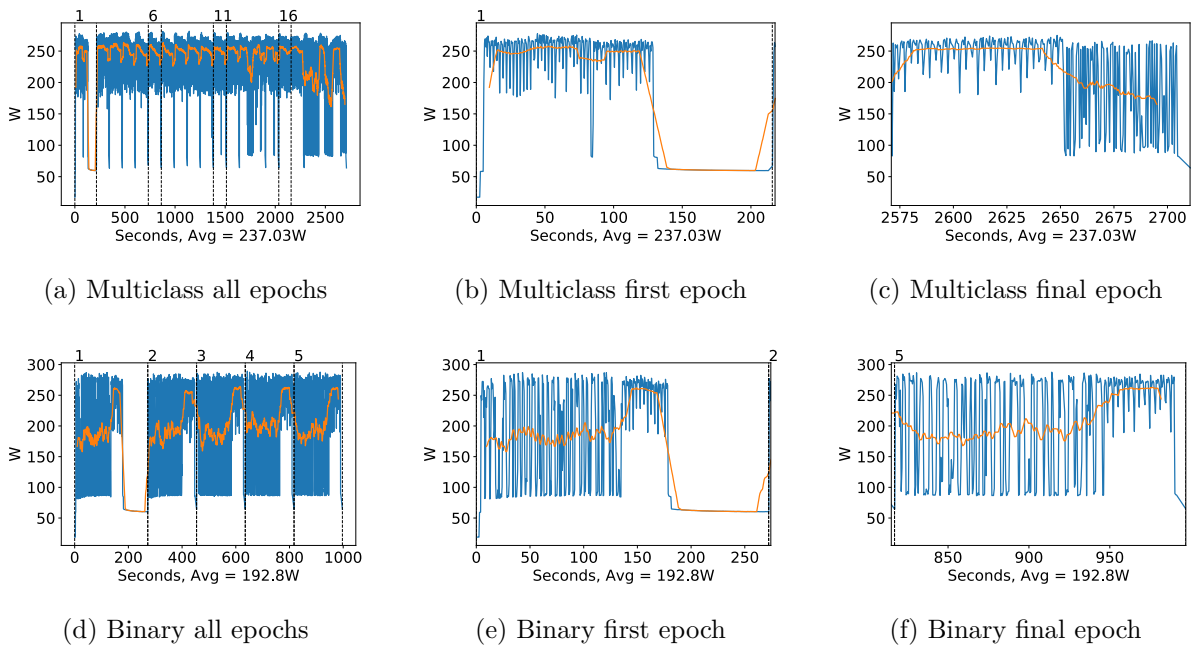 1 6 11 16
250
200
150
100
50
W
0 500 1000 1500 2000 2500
Seconds, Avg = 237.03W
(a) Multiclass all epochs
1
250
200
150
100
50
W
0 50 100 150 200
Seconds, Avg = 237.03W
(b) Multiclass first epoch
250
200
150
100
50
W
2575 2600 2625 2650 2675 2700
Seconds, Avg = 237.03W
(c) Multiclass final epoch
1 2 3 4 5
300
250
200
150
100
50
W
0 200 400 600 800 1000
Seconds, Avg = 192.8W
(d) Binary all epochs
1 2
300
250
200
150
100
50
W
0 50 100 150 200 250
Seconds, Avg = 192.8W
(e) Binary first epoch
5
300
250
200
150
100
50
W
850 900 950
Seconds, Avg = 192.8W
(f) Binary final epoch